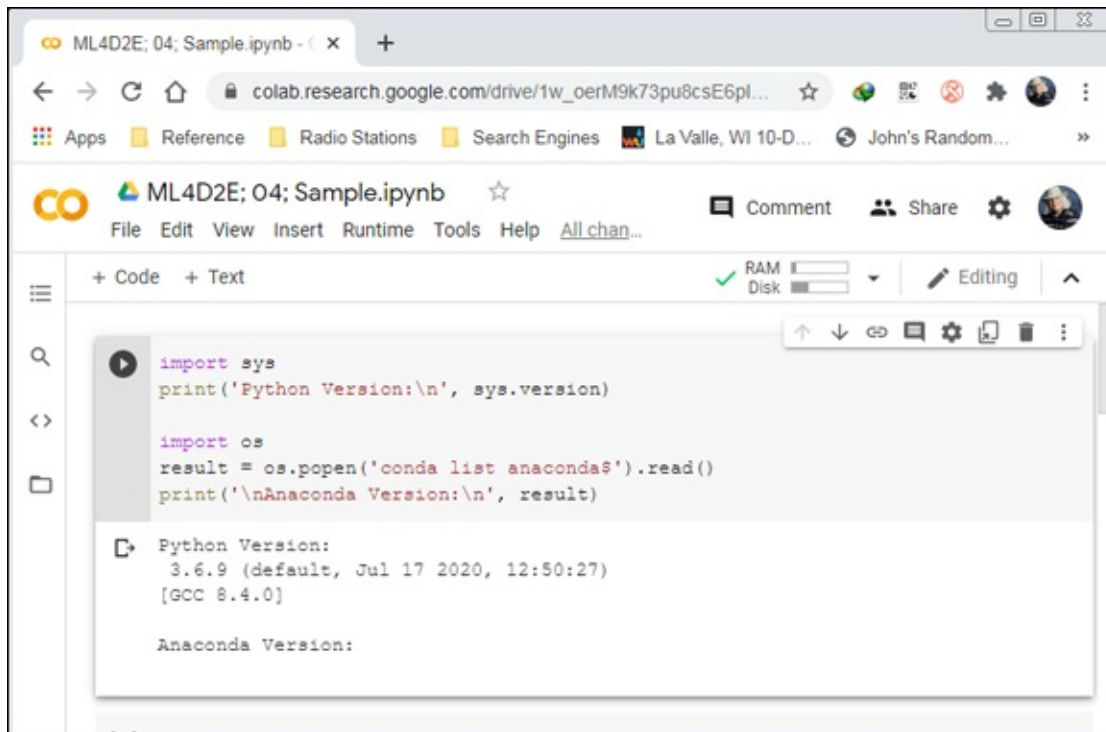 ML4D2E; 04; Sample.ipynb - C
colab.research.google.com/drive/1w_oerM9k73pu8csE6pl...
Apps Reference Radio Stations Search Engines La Valle, WI 10-D... John's Random... »
CO ML4D2E; 04; Sample.ipynb
Comment Share
File Edit View Insert Runtime Tools Help All chan...
+ Code + Text
RAM
Disk
Editing
import sys
print('Python Version:\n', sys.version)
import os
result = os.popen('conda list anaconda$').read()
print('\nAnaconda Version:\n', result)
Python Version:
3.6.9 (default, Jul 17 2020, 12:50:27)
[GCC 8.4.0]
Anaconda Version: